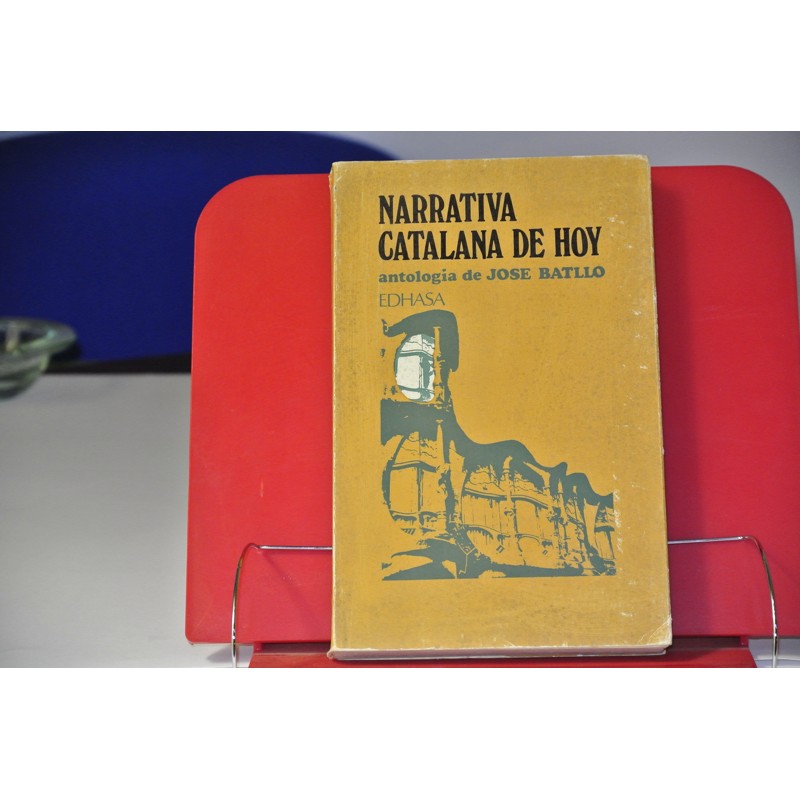 NARRATIVA
CATALANA DE HOY
antologia de JOSE BATLLO
EDHASA